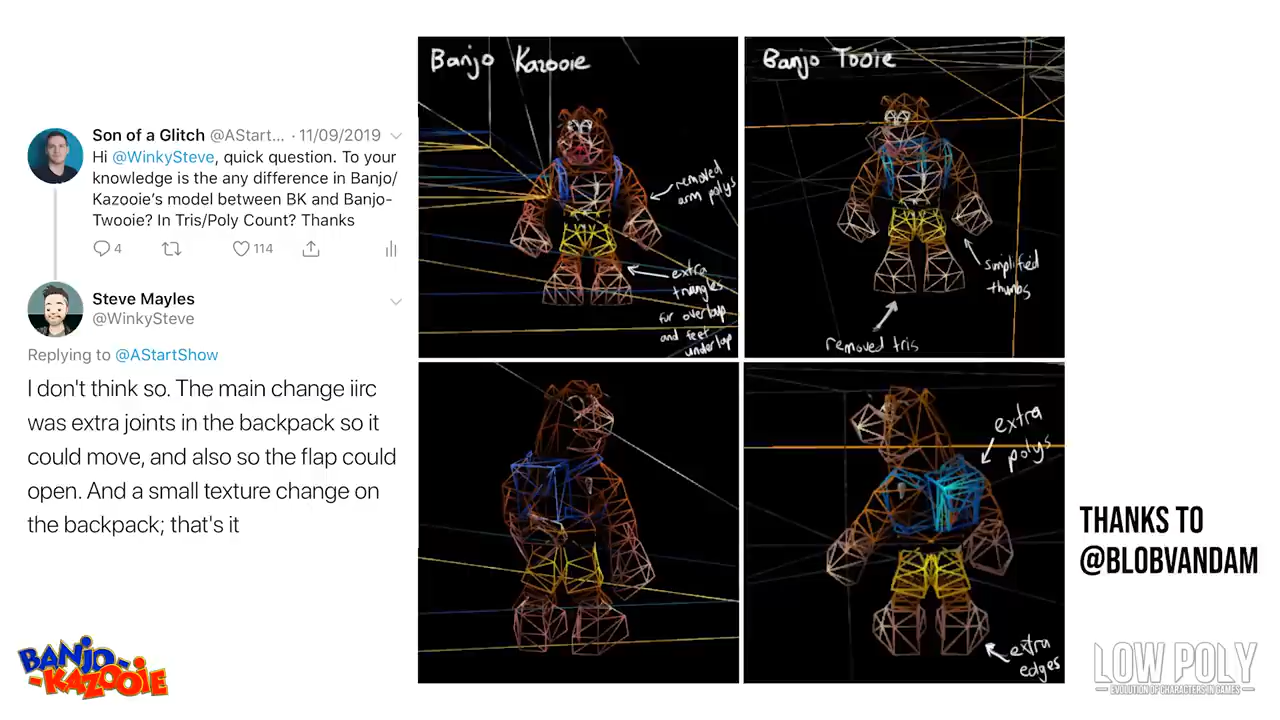 Son of a Glitch @AStart... · 11/09/2019
Hi @WinkySteve, quick question. To your
knowledge is the any difference in Banjo/
Kazooie's model between BK and Banjo-
Twooie? In Tris/Poly Count? Thanks
4
114
Steve Mayles
@WinkySteve
Replying to @AStartShow
I don't think so. The main change iirc
was extra joints in the backpack so it
could move, and also so the flap could
open. And a small texture change on
the backpack; that's it
BANJO-
-KAZOOIE
Banjo Kazooie
removed
arm polys
extra
triangles
for overlap
and feet
underlap
Banjo Tooie
simplified
thumbs
removed tris
extra
polys
extra
edges
THANKS TO
@BLOBVANDAM
LOW POLY
EVOLUTION OF CHARACTERS IN GAMES